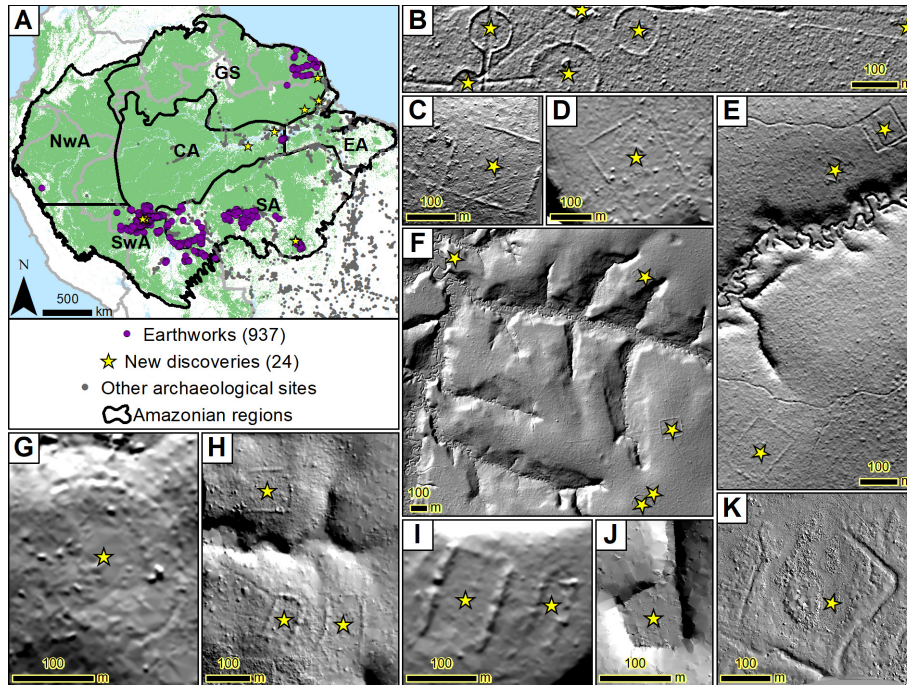 A
GS
NwA
CA
EA
SA
SwA
N
500
km
Earthworks (937)
New discoveries (24)
Other archaeological sites
Amazonian regions
B
100
m
C
100
m
D
100
m
E
100
m
F
100
m
G
100
m
H
100
m
I
100
m
J
100
m
K
100
m